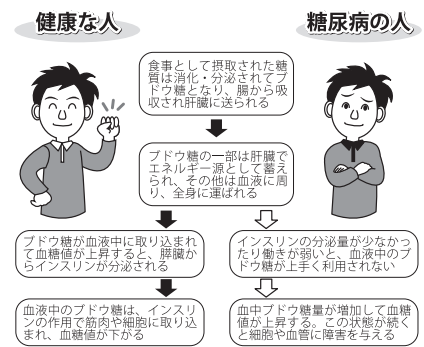 健康な人
糖尿病の人
食事として摂取された糖
質は消化・分泌されてブ
ドウ糖となり、腸から吸
収され肝臓に送られる
ブドウ糖の一部は肝臓で
エネルギー源として蓄え
られ、その他は血液に周
り、全身に運ばれる
ブドウ糖が血液中に取り込まれ
て血糖値が上昇すると、膵臓か
らインスリンが分泌される
インスリンの分泌量が少なかっ
たり働きが弱いと、血液中のブ
ドウ糖が上手く利用されない
血液中のブドウ糖は、インスリ
ンの作用で筋肉や細胞に取り込
まれ、血糖値が下がる
血中ブドウ糖量が増加して血糖
値が上昇する。この状態が続く
と細胞や血管に障害を与える